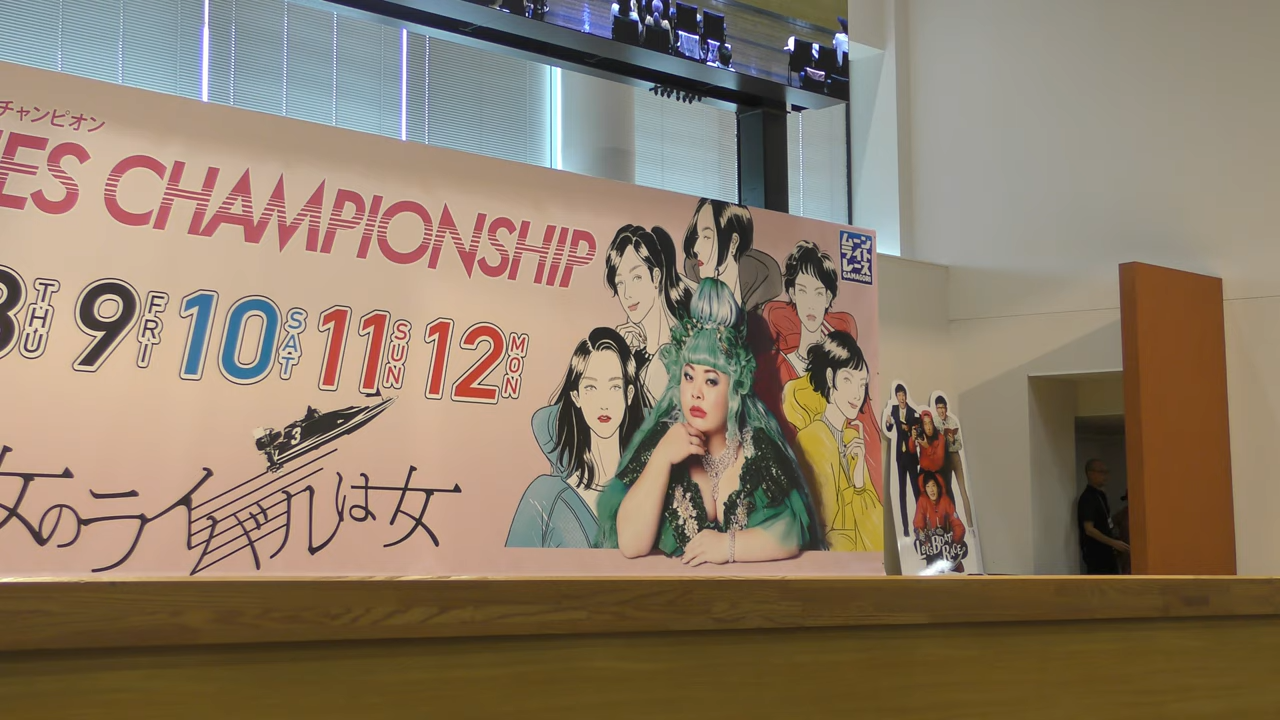 チャンピオン
ES CHAMPIONSHIP
8 THU 9 FRI 10 SAT 11 SUN 12 MON
3
女のライバルは女
ムーン
ライト
レース
GAMAGORI
LET'S BOAT
RACE